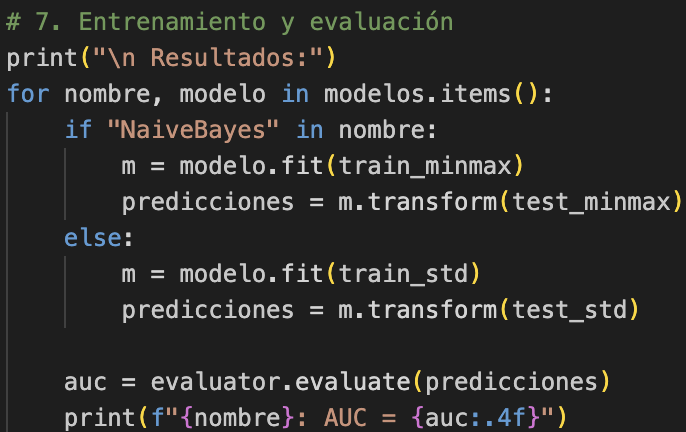 # 7. Entrenamiento y evaluación
print("\n Resultados:")
for nombre, modelo in modelos.items():
    if "NaiveBayes" in nombre:
        m = modelo.fit(train_minmax)
        predicciones = m.transform(test_minmax)
    else:
        m = modelo.fit(train_std)
        predicciones = m.transform(test_std)
    auc = evaluator.evaluate(predicciones)
    print(f"{nombre}: AUC = {auc:.4f}")